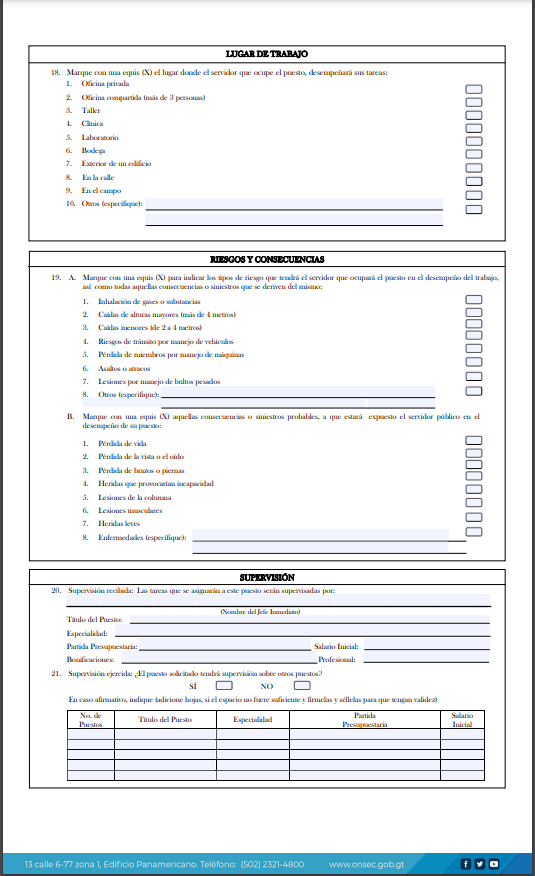 LUGAR DE TRABAJO
18. Marque con una equis (X) el lugar donde el servidor que ocupe el puesto, desempeñará sus tareas:
1. Oficina privada
2. Oficina compartida (más de 3 personas)
3. Taller
4. Clínica
5. Laboratorio
6. Bodega
7. Exterior de un edificio
8. En la calle
9. En el campo
10. Otros (especifique):
RIESGOS Y CONSECUENCIAS
19. A. Marque con una equis (X) para indicar los tipos de riesgo que tendrá el servidor que ocupará el puesto en el desempeño del trabajo,
así como todas aquellas consecuencias o siniestros que se deriven del mismo:
1. Inhalación de gases o substancias
2. Caídas de alturas mayores (más de 4 metros)
3. Caídas menores (de 2 a 4 metros)
4. Riesgos de tránsito por manejo de vehículos
5. Pérdida de miembros por manejo de máquinas
6. Asaltos o atracos
7. Lesiones por manejo de bultos pesados
8. Otros (especifique):
B. Marque con una equis (X) aquellas consecuencias o siniestros probables, a que estará expuesto el servidor público en el
desempeño de su puesto:
1. Pérdida de vida
2. Pérdida de la vista o el oído
3. Pérdida de brazos o piernas
4. Heridas que provocarían incapacidad
5. Lesiones de la columna
6. Lesiones musculares
7. Heridas leves
8. Enfermedades (especifique):
SUPERVISIÓN
20. Supervisión recibida: Las tareas que se asignarán a este puesto serán supervisadas por:
(Nombre del Jefe Inmediato)
Título del Puesto:
Especialidad:
Partida Presupuestaria: Salario Inicial:
Bonificaciones: Profesional:
21. Supervisión ejercida: ¿El puesto solicitado tendrá supervisión sobre otros puestos?
SÍ NO
En caso afirmativo, indique (adicione hojas, si el espacio no fuere suficiente y fírmelas y séllelas para que tengan validez)
No. de Puestos Título del Puesto Especialidad Partida Presupuestaria Salario Inicial
13 calle 6-77 zona 1, Edificio Panamericano. Teléfono: (502) 2321-4800 www.onsec.gob.gt